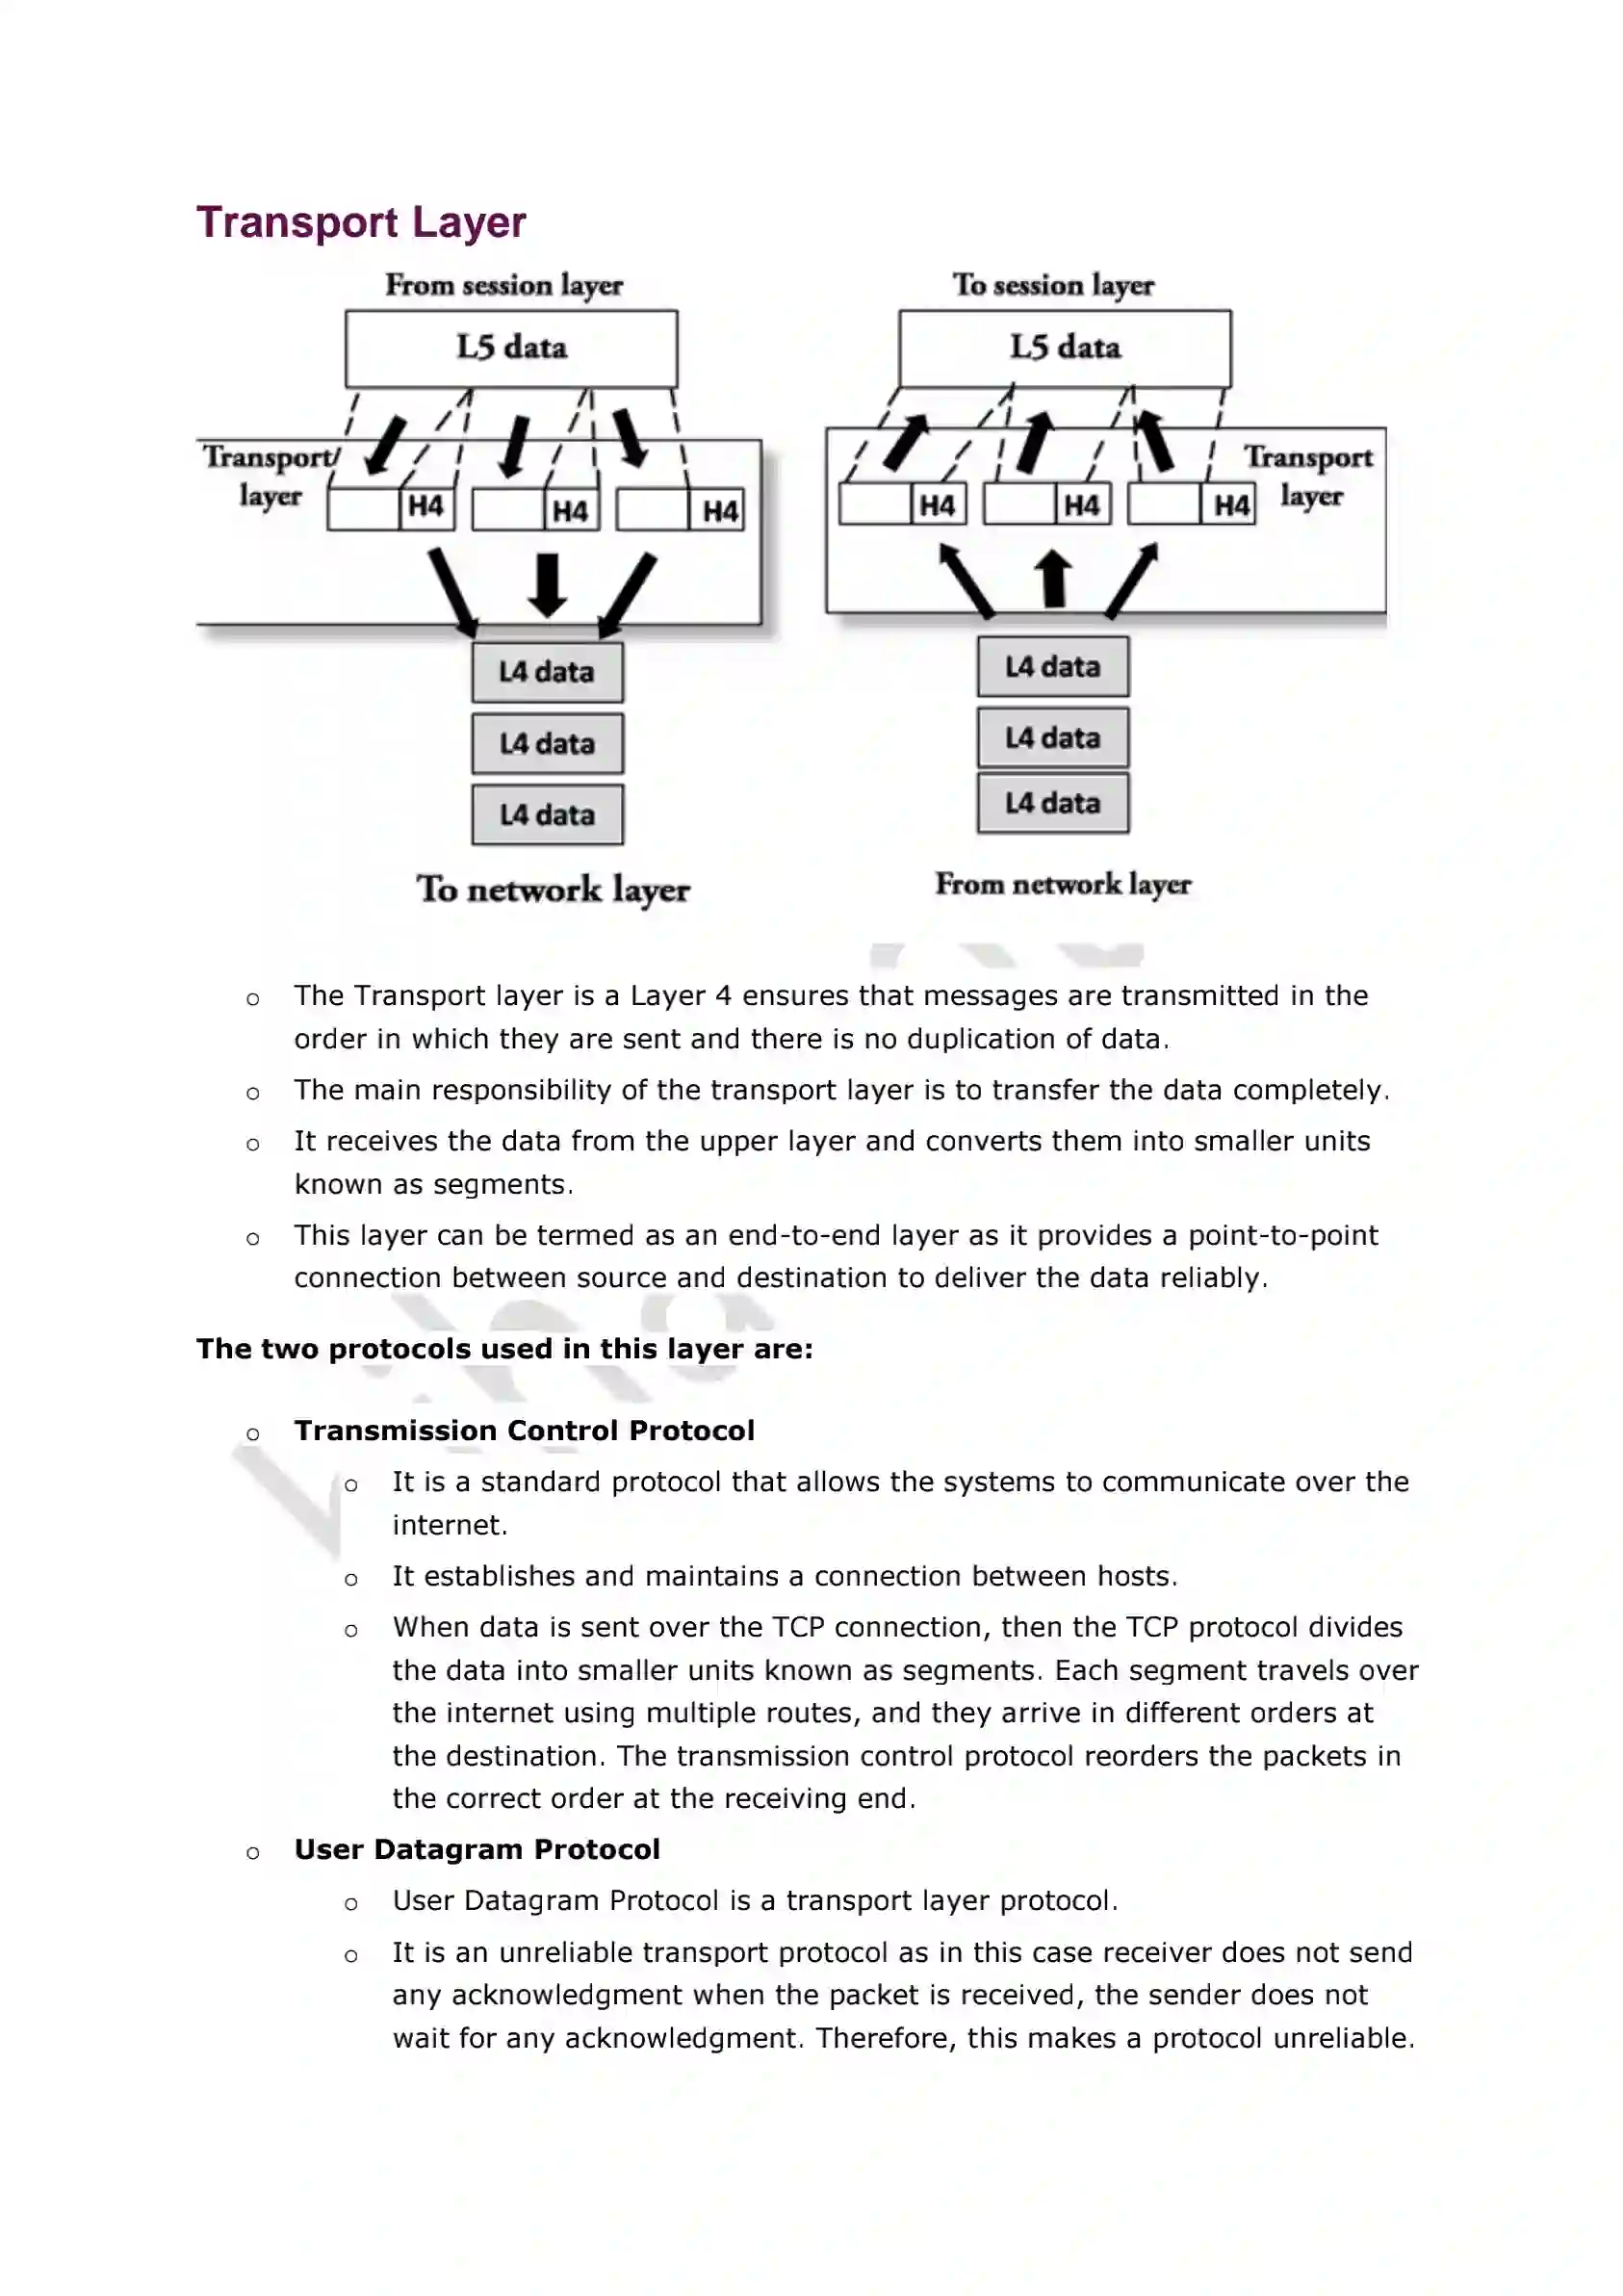 Transport Layer
From session layer
L5 data
Transport
layer
H4
H4
H4
L4 data
L4 data
L4 data
To network layer
To session layer
L5 data
Transport
layer
H4
H4
H4
L4 data
L4 data
L4 data
From network layer
o The Transport layer is a Layer 4 ensures that messages are transmitted in the
order in which they are sent and there is no duplication of data.
o The main responsibility of the transport layer is to transfer the data completely.
o It receives the data from the upper layer and converts them into smaller units
known as segments.
o This layer can be termed as an end-to-end layer as it provides a point-to-point
connection between source and destination to deliver the data reliably.
The two protocols used in this layer are:
o Transmission Control Protocol
o It is a standard protocol that allows the systems to communicate over the
internet.
o It establishes and maintains a connection between hosts.
o When data is sent over the TCP connection, then the TCP protocol divides
the data into smaller units known as segments. Each segment travels over
the internet using multiple routes, and they arrive in different orders at
the destination. The transmission control protocol reorders the packets in
the correct order at the receiving end.
o User Datagram Protocol
o User Datagram Protocol is a transport layer protocol.
o It is an unreliable transport protocol as in this case receiver does not send
any acknowledgment when the packet is received, the sender does not
wait for any acknowledgment. Therefore, this makes a protocol unreliable.